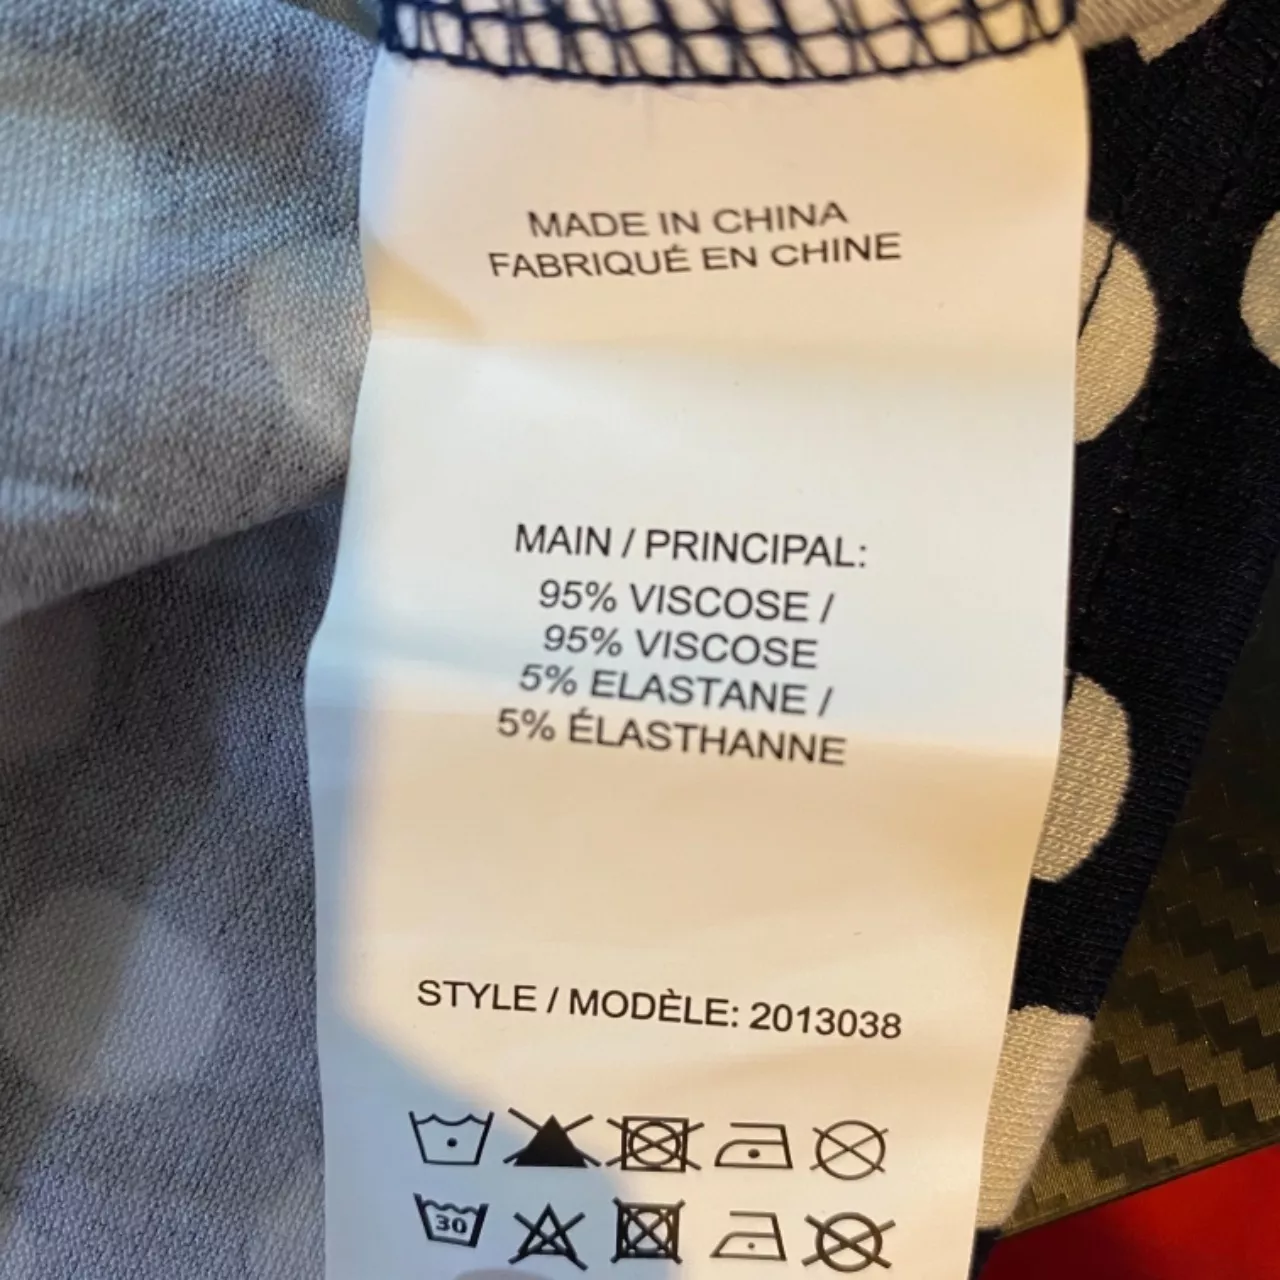 MADE IN CHINA
FABRIQUÉ EN CHINE
MAIN / PRINCIPAL:
95% VISCOSE /
95% VISCOSE
5% ELASTANE /
5% ÉLASTHANNE
STYLE / MODÈLE: 2013038
30